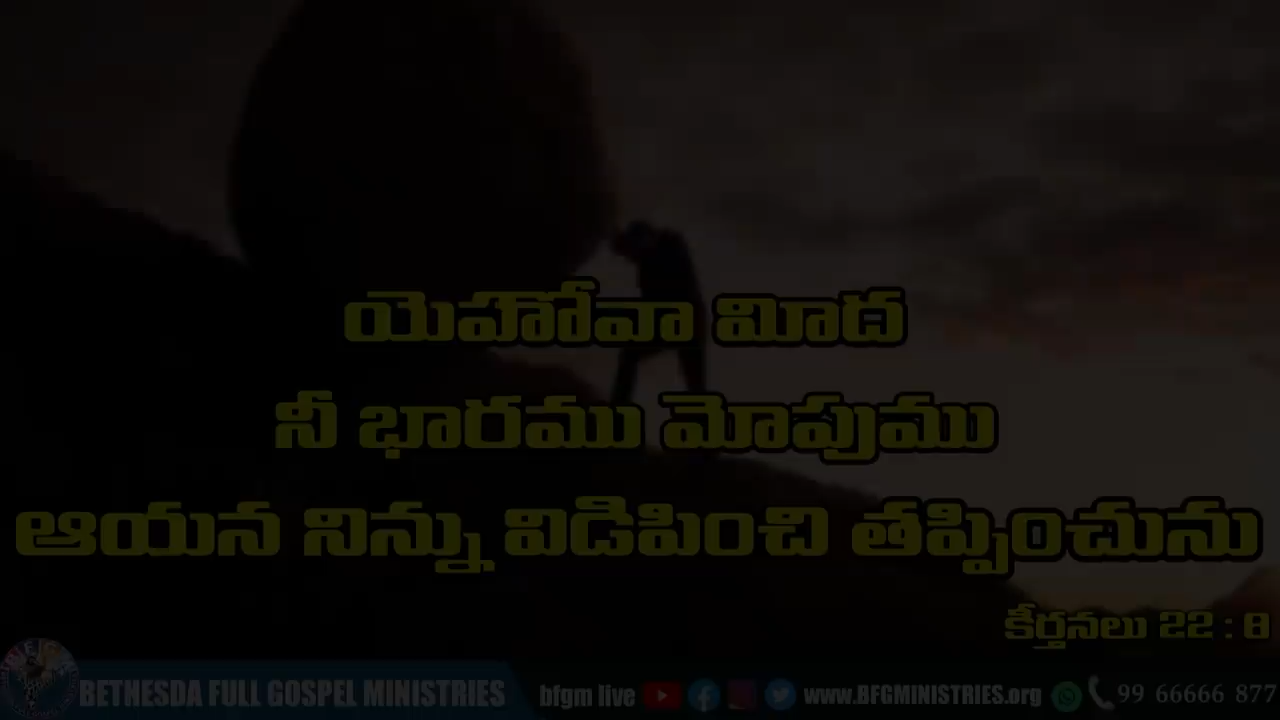 యెహోవా మీద
నీ భారము మోపుము
ఆయన నిన్ను విడిపించి తప్పించును
కీర్తనలు 22 : 8
BETHESDA FULL GOSPEL MINISTRIES bfgm live www.BFGMINISTRIES.org 99 66666 877